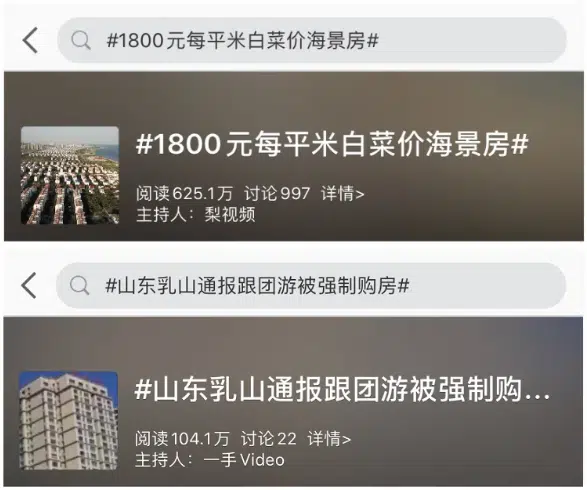 #1800元每平米白菜价海景房#
#1800元每平米白菜价海景房#
阅读625.1万 讨论997 详情>
主持人：梨视频
#山东乳山通报跟团游被强制购房#
#山东乳山通报跟团游被强制购...
阅读104.1万 讨论22 详情>
主持人：一手Video